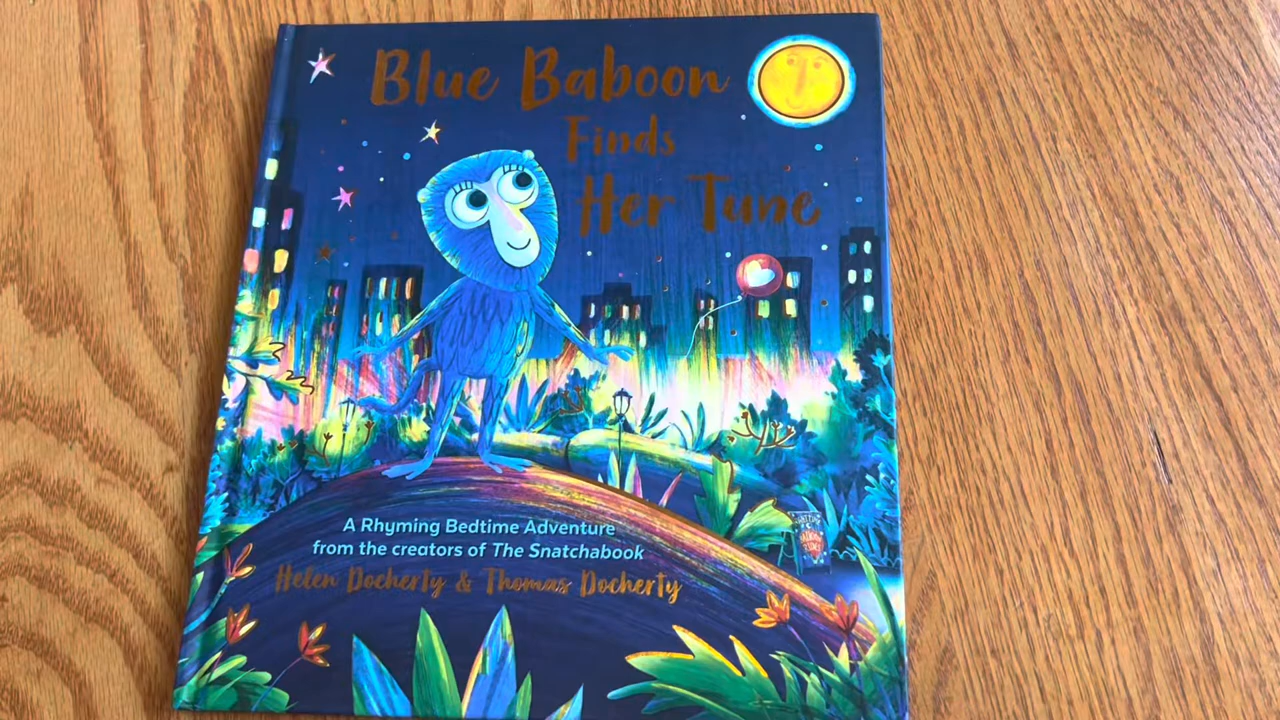 Blue Baboon
Finds
Her Tune
A Rhyming Bedtime Adventure
from the creators of The Snatchabook
Helen Docherty & Thomas Docherty